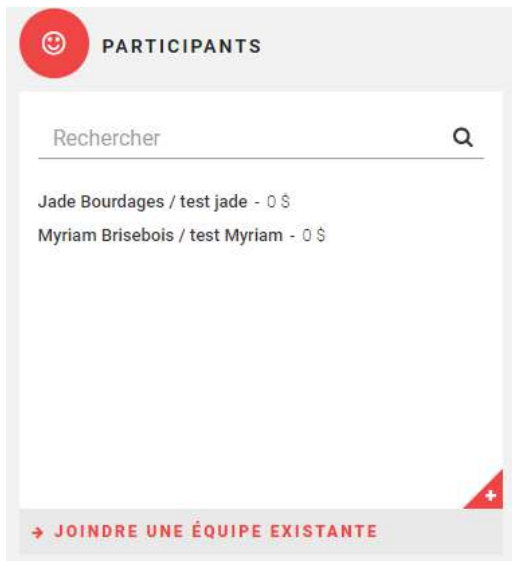 PARTICIPANTS
Rechercher
Jade Bourdages / test jade - 0 $
Myriam Brisebois / test Myriam - 0 $
+
→ JOINDRE UNE ÉQUIPE EXISTANTE